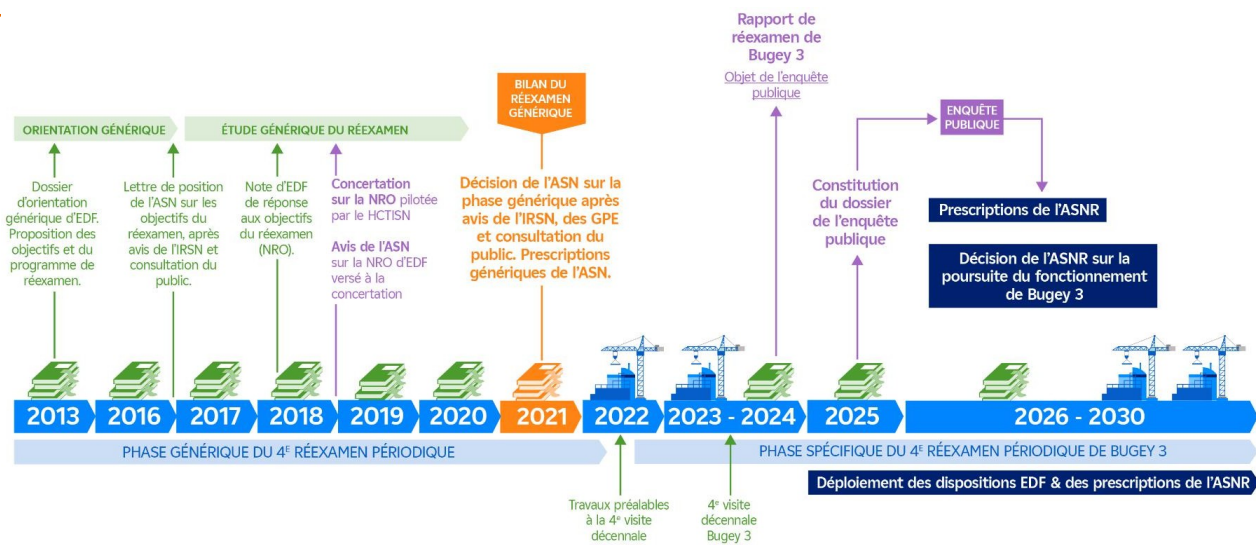 Rapport de
réexamen de
Bugey 3
Objet de l'enquête
publique
BILAN DU
RÉEXAMEN
GÉNÉRIQUE
ENQUÊTE
PUBLIQUE
ORIENTATION GÉNÉRIQUE
ÉTUDE GÉNÉRIQUE DU RÉEXAMEN
Dossier
d'orientation
générique d'EDF.
Proposition des
objectifs et du
programme de
réexamen.
Lettre de position
de l'ASN sur les
objectifs du
réexamen, après
avis de l'IRSN et
consultation du
public.
Note d'EDF
de réponse
aux objectifs
du réexamen
(NRO).
Concertation
sur la NRO pilotée
par le HCTISN
Avis de l'ASN
sur la NRO d'EDF
versé à la
concertation
Décision de l'ASN sur la
phase générique après
avis de l'IRSN, des GPE
et consultation du
public. Prescriptions
génériques de l'ASN.
Constitution
du dossier
de l'enquête
publique
Prescriptions de l'ASNR
Décision de l'ASNR sur la
poursuite du fonctionnement
de Bugey 3
2013
2016
2017
2018
2019
2020
2021
2022
2023 - 2024
2025
2026 - 2030
PHASE GÉNÉRIQUE DU 4E RÉEXAMEN PÉRIODIQUE
PHASE SPÉCIFIQUE DU 4E RÉEXAMEN PÉRIODIQUE DE BUGEY 3
Déploiement des dispositions EDF & des prescriptions de l'ASNR
Travaux préalables
à la 4e visite
décennale
4e visite
décennale
Bugey 3